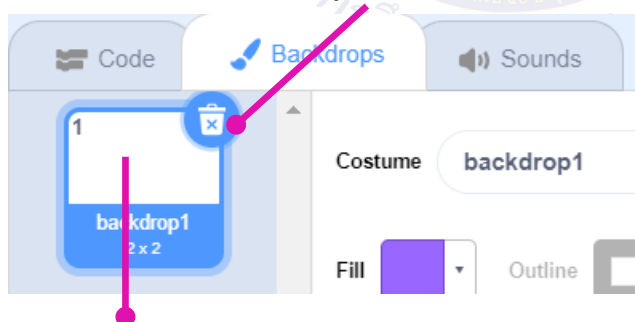 Code Backdrops Sounds
1
Costume backdrop1
backdrop1
2 x 2
Fill Outline